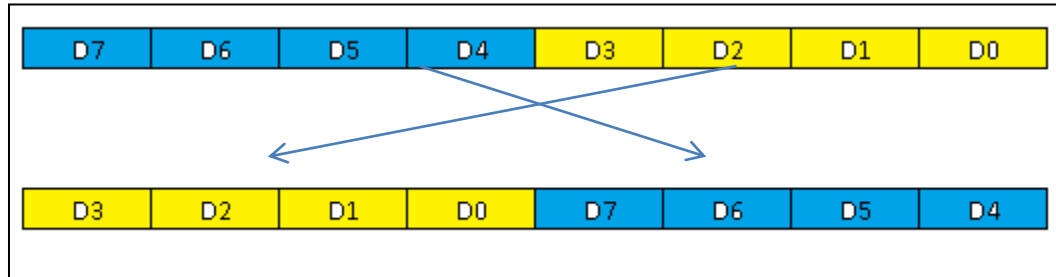 D7 D6 D5 D4 D3 D2 D1 D0
D3 D2 D1 D0 D7 D6 D5 D4